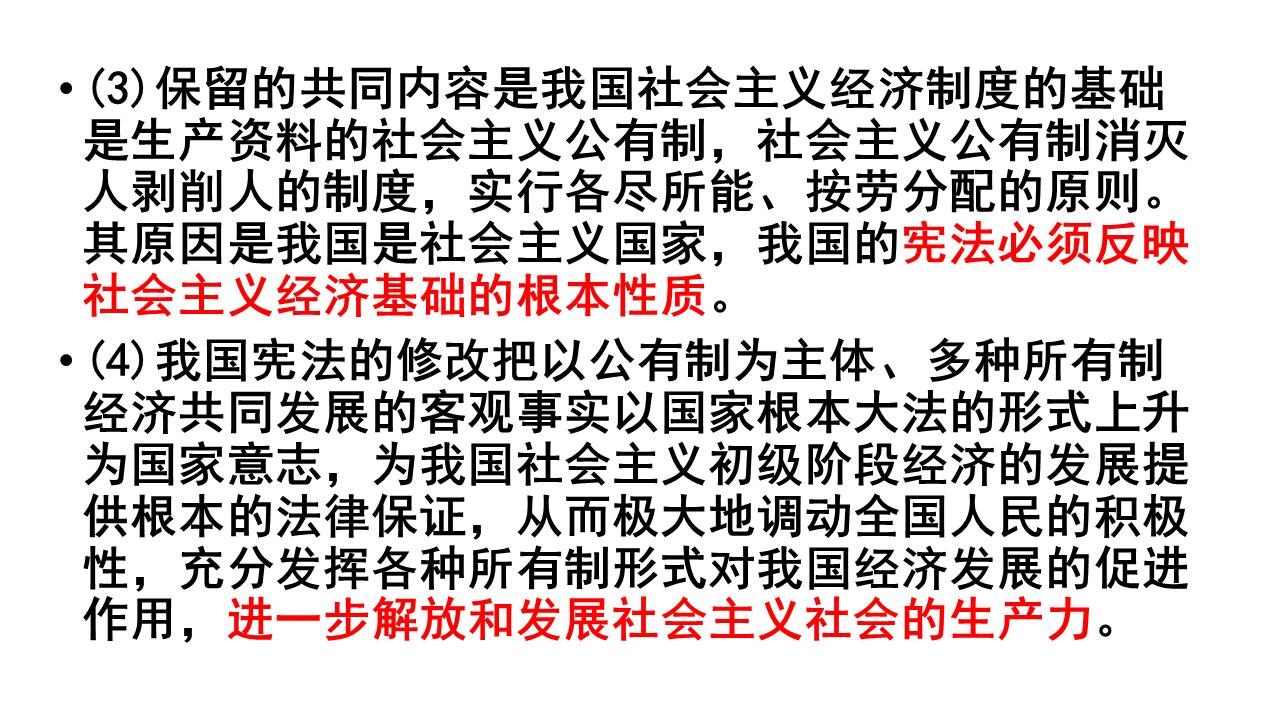 •(3)保留的共同内容是我国社会主义经济制度的基础
是生产资料的社会主义公有制，社会主义公有制消灭
人剥削人的制度，实行各尽所能、按劳分配的原则。
其原因是我国是社会主义国家，我国的宪法必须反映
社会主义经济基础的根本性质。
•(4)我国宪法的修改把以公有制为主体、多种所有制
经济共同发展的客观事实以国家根本大法的形式上升
为国家意志，为我国社会主义初级阶段经济的发展提
供根本的法律保证，从而极大地调动全国人民的积极
性，充分发挥各种所有制形式对我国经济发展的促进
作用，进一步解放和发展社会主义社会的生产力。